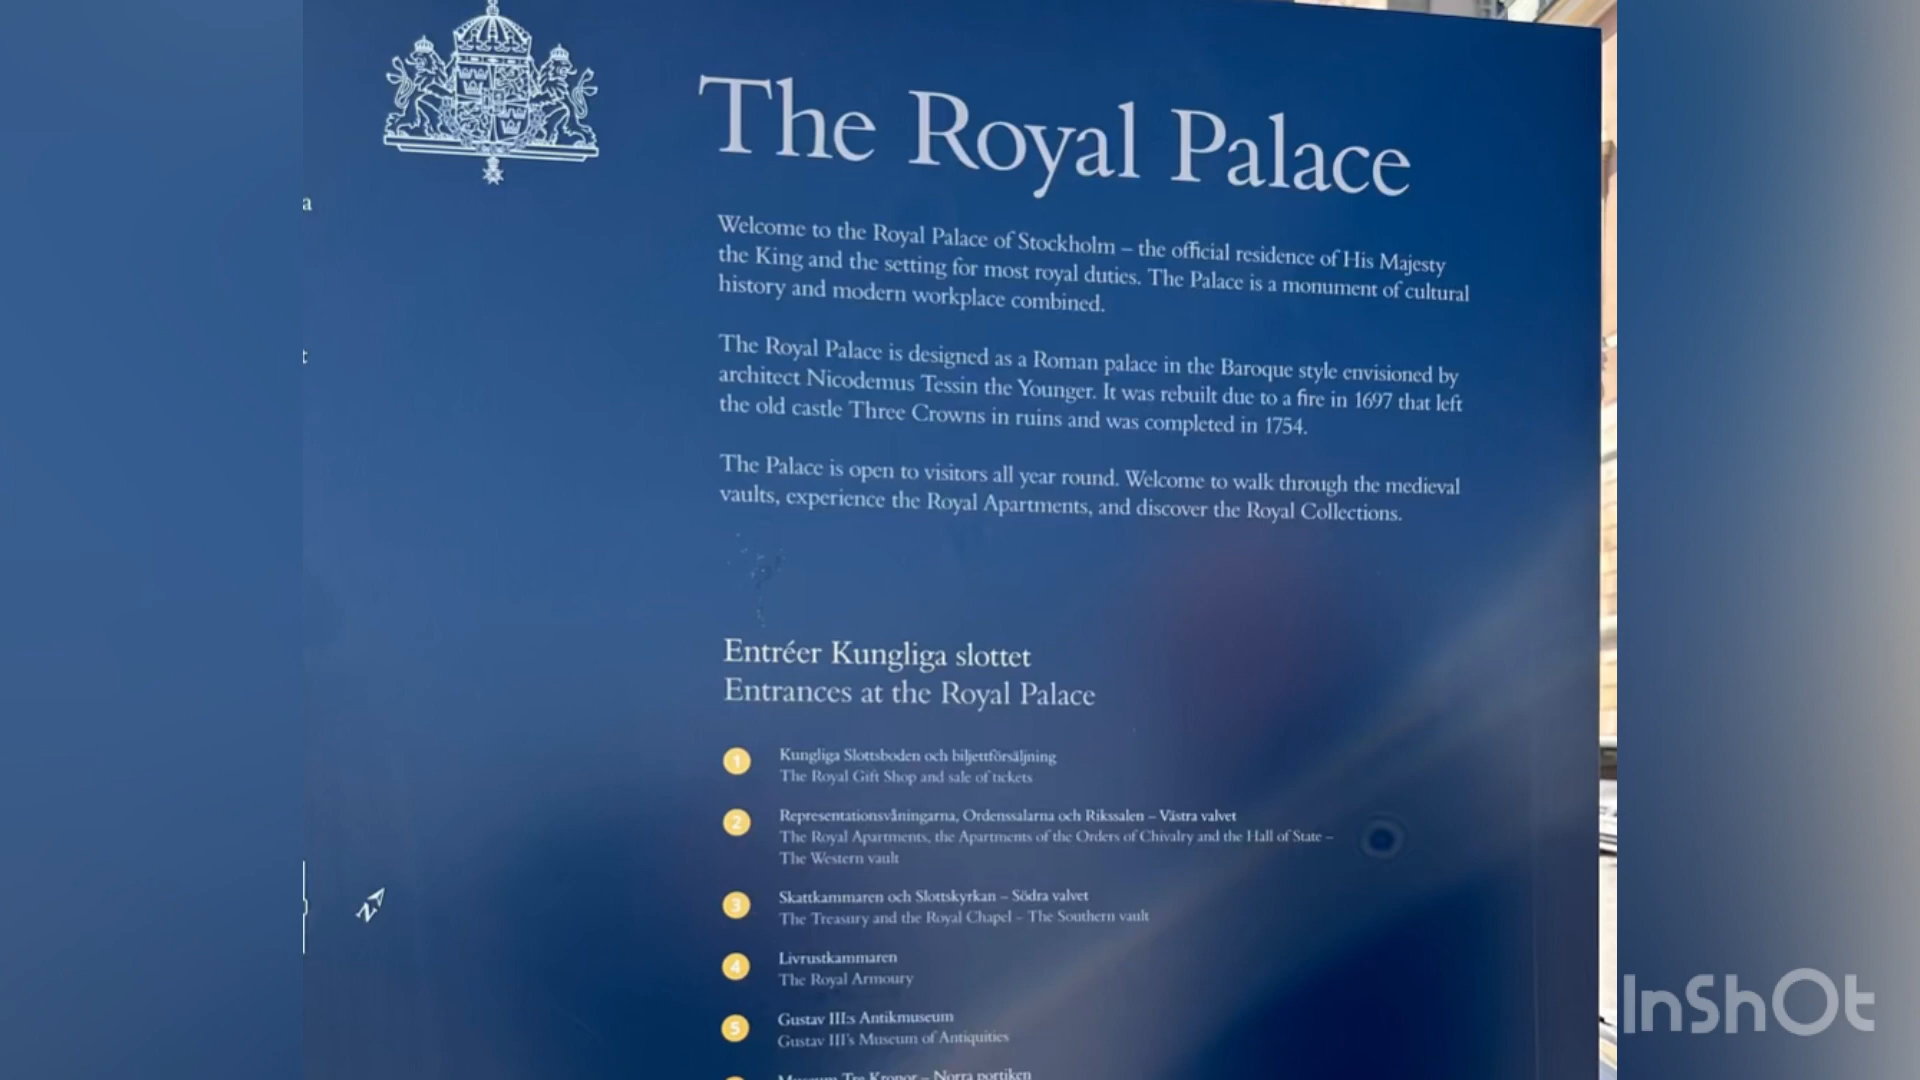 The Royal Palace
a
Welcome to the Royal Palace of Stockholm – the official residence of His Majesty
the King and the setting for most royal duties. The Palace is a monument of cultural
history and modern workplace combined.
t
The Royal Palace is designed as a Roman palace in the Baroque style envisioned by
architect Nicodemus Tessin the Younger. It was rebuilt due to a fire in 1697 that left
the old castle Three Crowns in ruins and was completed in 1754.
The Palace is open to visitors all year round. Welcome to walk through the medieval
vaults, experience the Royal Apartments, and discover the Royal Collections.
Entréer Kungliga slottet
Entrances at the Royal Palace
1 Kungliga Slottsboden och biljettförsäljning
The Royal Gift Shop and sale of tickets
2 Representationsvåningarna, Ordenssalarna och Rikssalen – Västra valvet
The Royal Apartments, the Apartments of the Orders of Chivalry and the Hall of State –
The Western vault
3 Skattkammaren och Slottskyrkan – Södra valvet
The Treasury and the Royal Chapel – The Southern vault
N
4 Livrustkammaren
The Royal Armoury
5 Gustav III:s Antikmuseum
Gustav III's Museum of Antiquities
Museum Tre Kronor – Norra portiken
InShOt